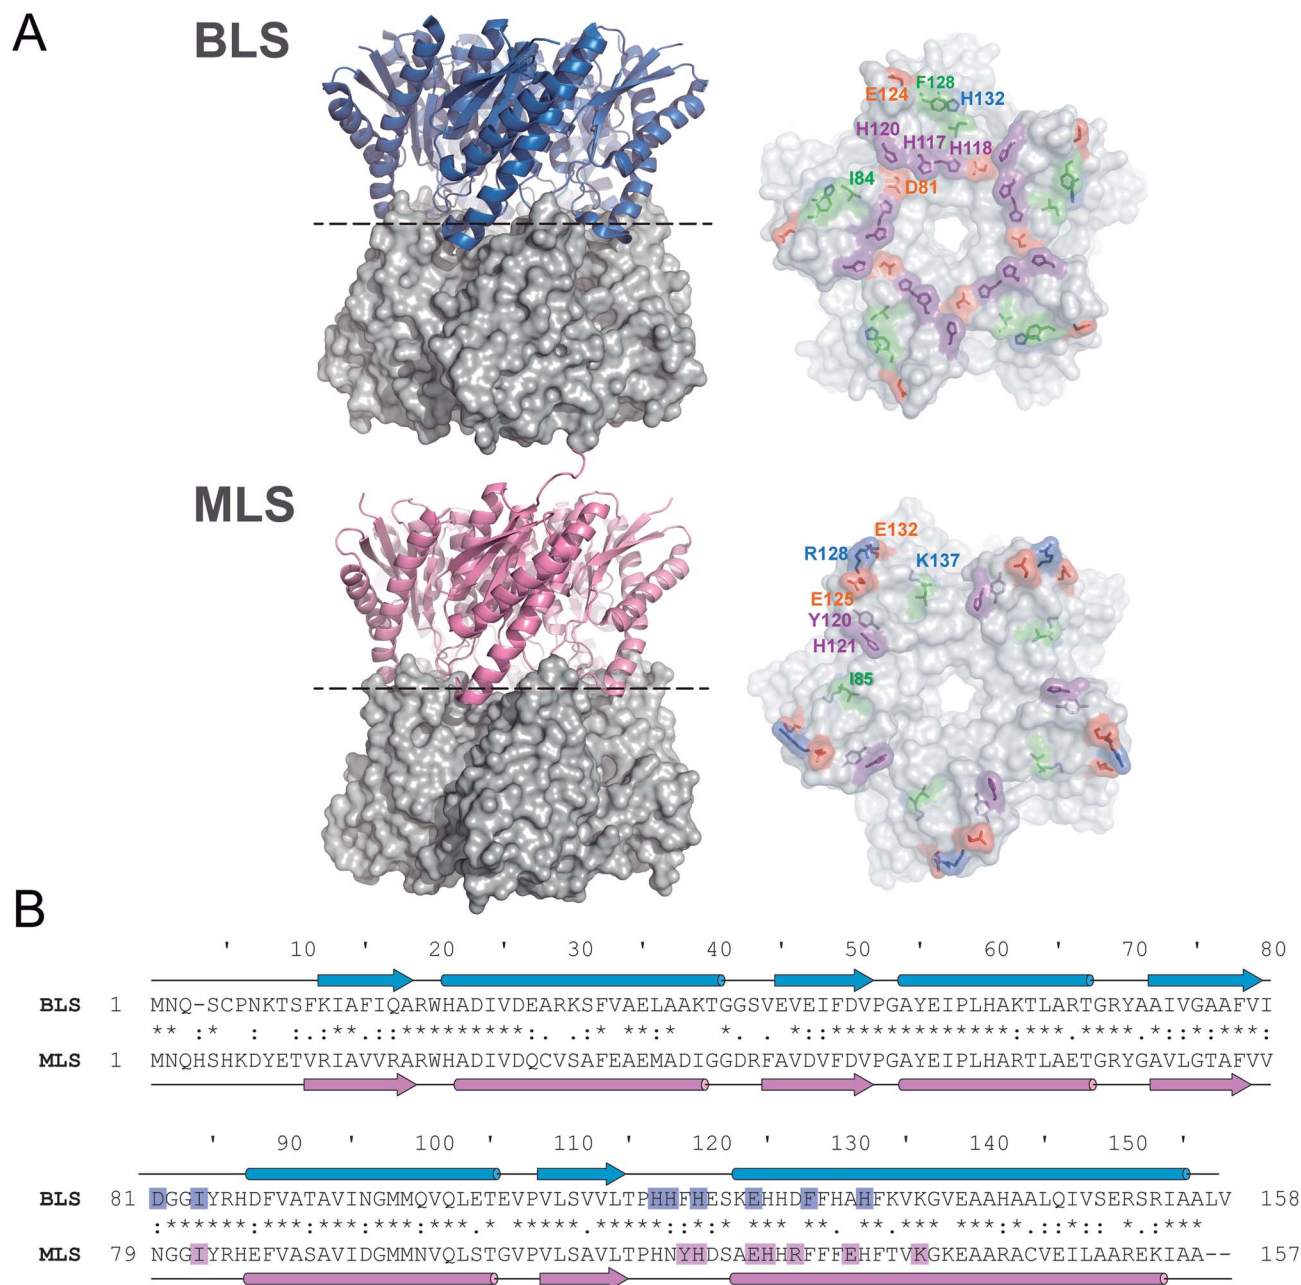 A
BLS
E124 F128 H132
H120 H117 H118
I84 D81
MLS
E132
R128 K137
E125
Y120
H121
I85
B
' 10 ' 20 ' 30 ' 40 ' 50 ' 60 ' 70 ' 80
BLS 1 MNQ-SCPNKTSFKIAFIQARWHADIVDEARKSFVAELAAKTGGSVEVEIFDVPGAYEIPLHAKTLARTGRYAAIVGAAFVI
MLS 1 MNQHSHKDYETVRIAVVRARWHADIVDQCVSAFEAEMADIGGDRFAVDVFDVPGAYEIPLHARTLAETGRYGAVLGTAFVV
' 90 ' 100 ' 110 ' 120 ' 130 ' 140 ' 150 '
BLS 81 DGGIYRHDFVATAVINGMMQVQLETEVPVLSVVLTPHHFHESKEHHDFFHAHFKVKGVEAAHAALQIVSERSRIAALV 158
MLS 79 NGGIYRHEFVASAVIDGMMNVQLSTGVPVLSAVLTPHNYHDSAEHHRFFFEHFTVKGKEAARACVEILAAREKIAA-- 157